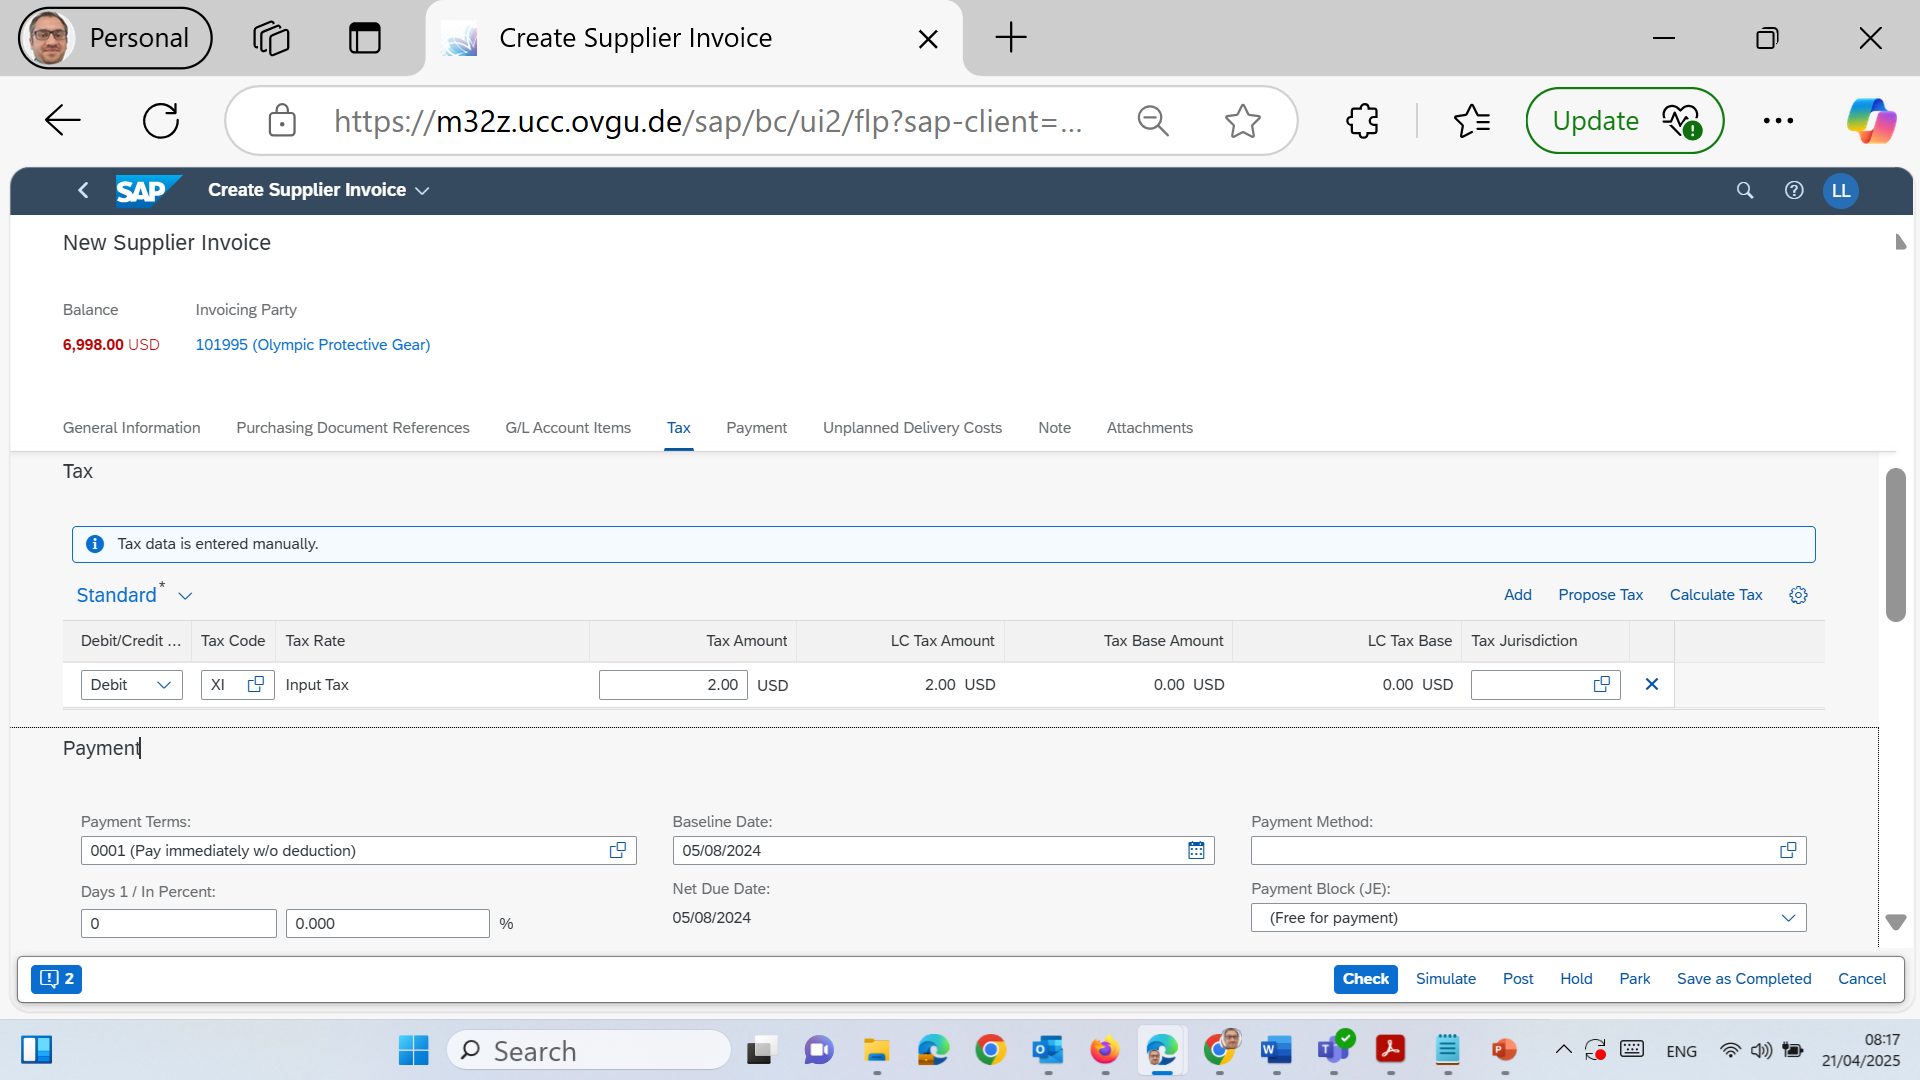 Personal
Create Supplier Invoice
https://m32z.ucc.ovgu.de/sap/bc/ui2/flp?sap-client=...
Update
SAP
Create Supplier Invoice
LL
New Supplier Invoice
Balance
Invoicing Party
6,998.00 USD
101995 (Olympic Protective Gear)
General Information
Purchasing Document References
G/L Account Items
Tax
Payment
Unplanned Delivery Costs
Note
Attachments
Tax
Tax data is entered manually.
Standard*
Add
Propose Tax
Calculate Tax
Debit/Credit ...
Tax Code
Tax Rate
Tax Amount
LC Tax Amount
Tax Base Amount
LC Tax Base
Tax Jurisdiction
Debit
XI
Input Tax
2.00 USD
2.00 USD
0.00 USD
0.00 USD
Payment
Payment Terms:
Baseline Date:
Payment Method:
0001 (Pay immediately w/o deduction)
05/08/2024
Days 1 / In Percent:
Net Due Date:
Payment Block (JE):
0
0.000 %
05/08/2024
(Free for payment)
2
Check
Simulate
Post
Hold
Park
Save as Completed
Cancel
Search
ENG
08:17
21/04/2025